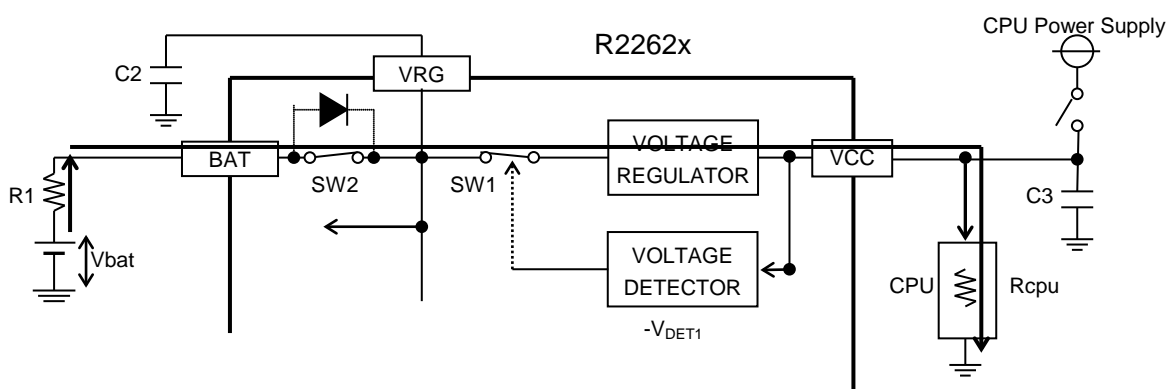 CPU Power Supply
R2262x
C2
VRG
BAT
SW2
SW1
VOLTAGE
REGULATOR
VCC
R1
C3
Vbat
VOLTAGE
DETECTOR
CPU
Rcpu
-VDET1